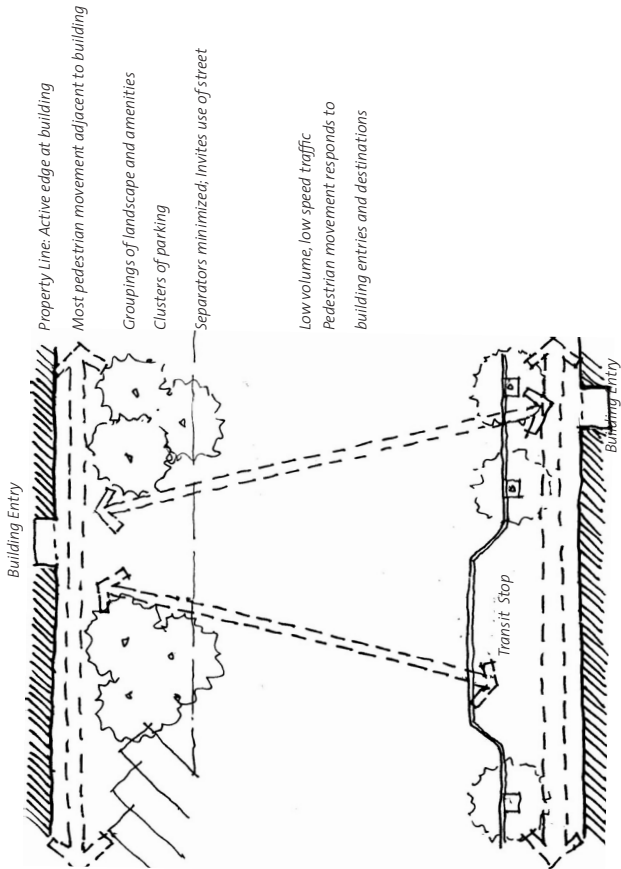 Property Line: Active edge at building
Most pedestrian movement adjacent to building
Groupings of landscape and amenities
Clusters of parking
Separators minimized; Invites use of street
Low volume, low speed traffic
Pedestrian movement responds to
building entries and destinations
Building Entry
Transit Stop
Building Entry